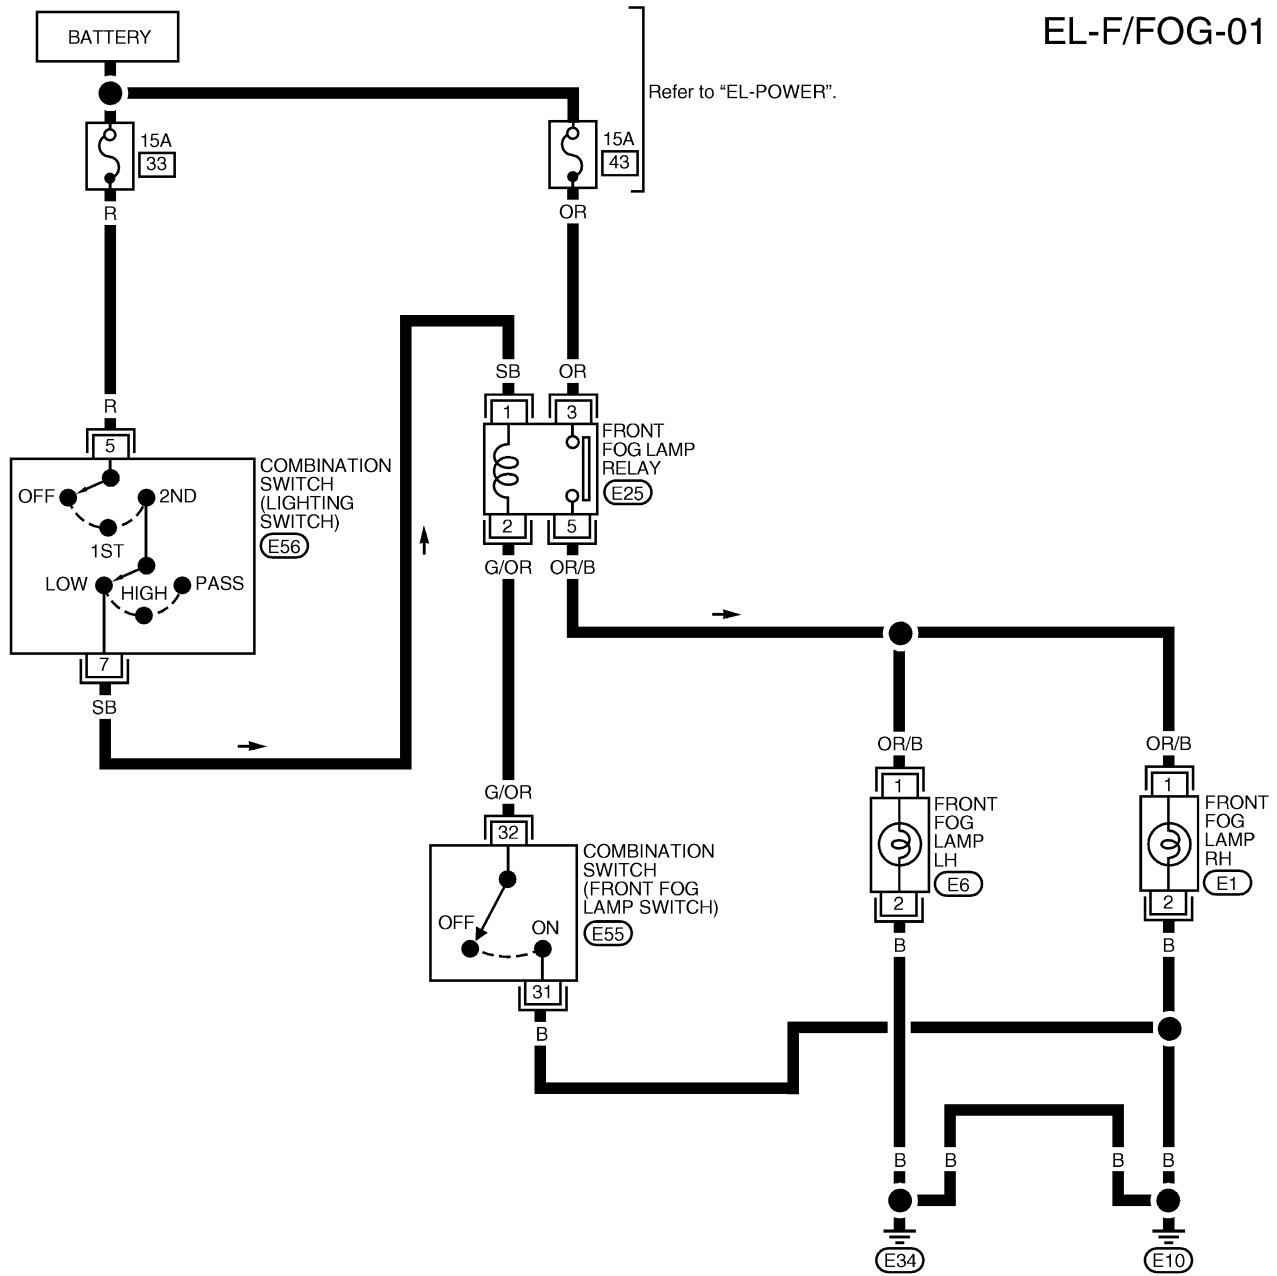 EL-F/FOG-01
BATTERY
Refer to “EL-POWER”.
15A
33
15A
43
R
OR
R
SB
OR
1
3
FRONT
FOG LAMP
RELAY
E25
2
5
G/OR
OR/B
5
COMBINATION
SWITCH
(LIGHTING
SWITCH)
E56
OFF
2ND
1ST
LOW
HIGH
PASS
7
SB
G/OR
32
COMBINATION
SWITCH
(FRONT FOG
LAMP SWITCH)
E55
OFF
ON
31
B
OR/B
OR/B
1
FRONT
FOG
LAMP
LH
E6
2
B
1
FRONT
FOG
LAMP
RH
E1
2
B
B
B
B
B
E34
E10